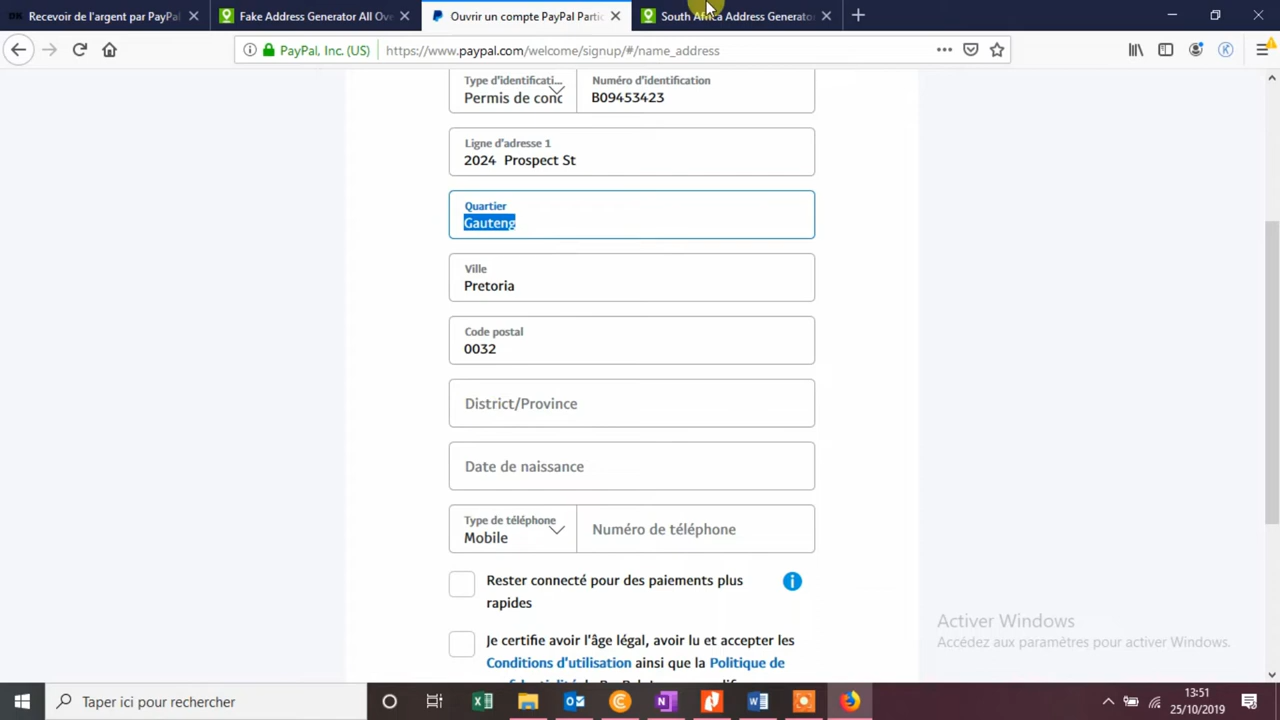 Recevoir de l'argent par PayPal
Fake Address Generator All Ov
Ouvrir un compte PayPal Partic
South Africa Address Generator
PayPal, Inc. (US)
https://www.paypal.com/welcome/signup/#/name_address
Type d'identificati...
Permis de conc
Numéro d'identification
B09453423
Ligne d'adresse 1
2024 Prospect St
Quartier
Gauteng
Ville
Pretoria
Code postal
0032
District/Province
Date de naissance
Type de téléphone
Mobile
Numéro de téléphone
Rester connecté pour des paiements plus
rapides
Je certifie avoir l'âge légal, avoir lu et accepter les
Conditions d'utilisation ainsi que la Politique de
Activer Windows
Accédez aux paramètres pour activer Windows.
Taper ici pour rechercher
13:51
25/10/2019